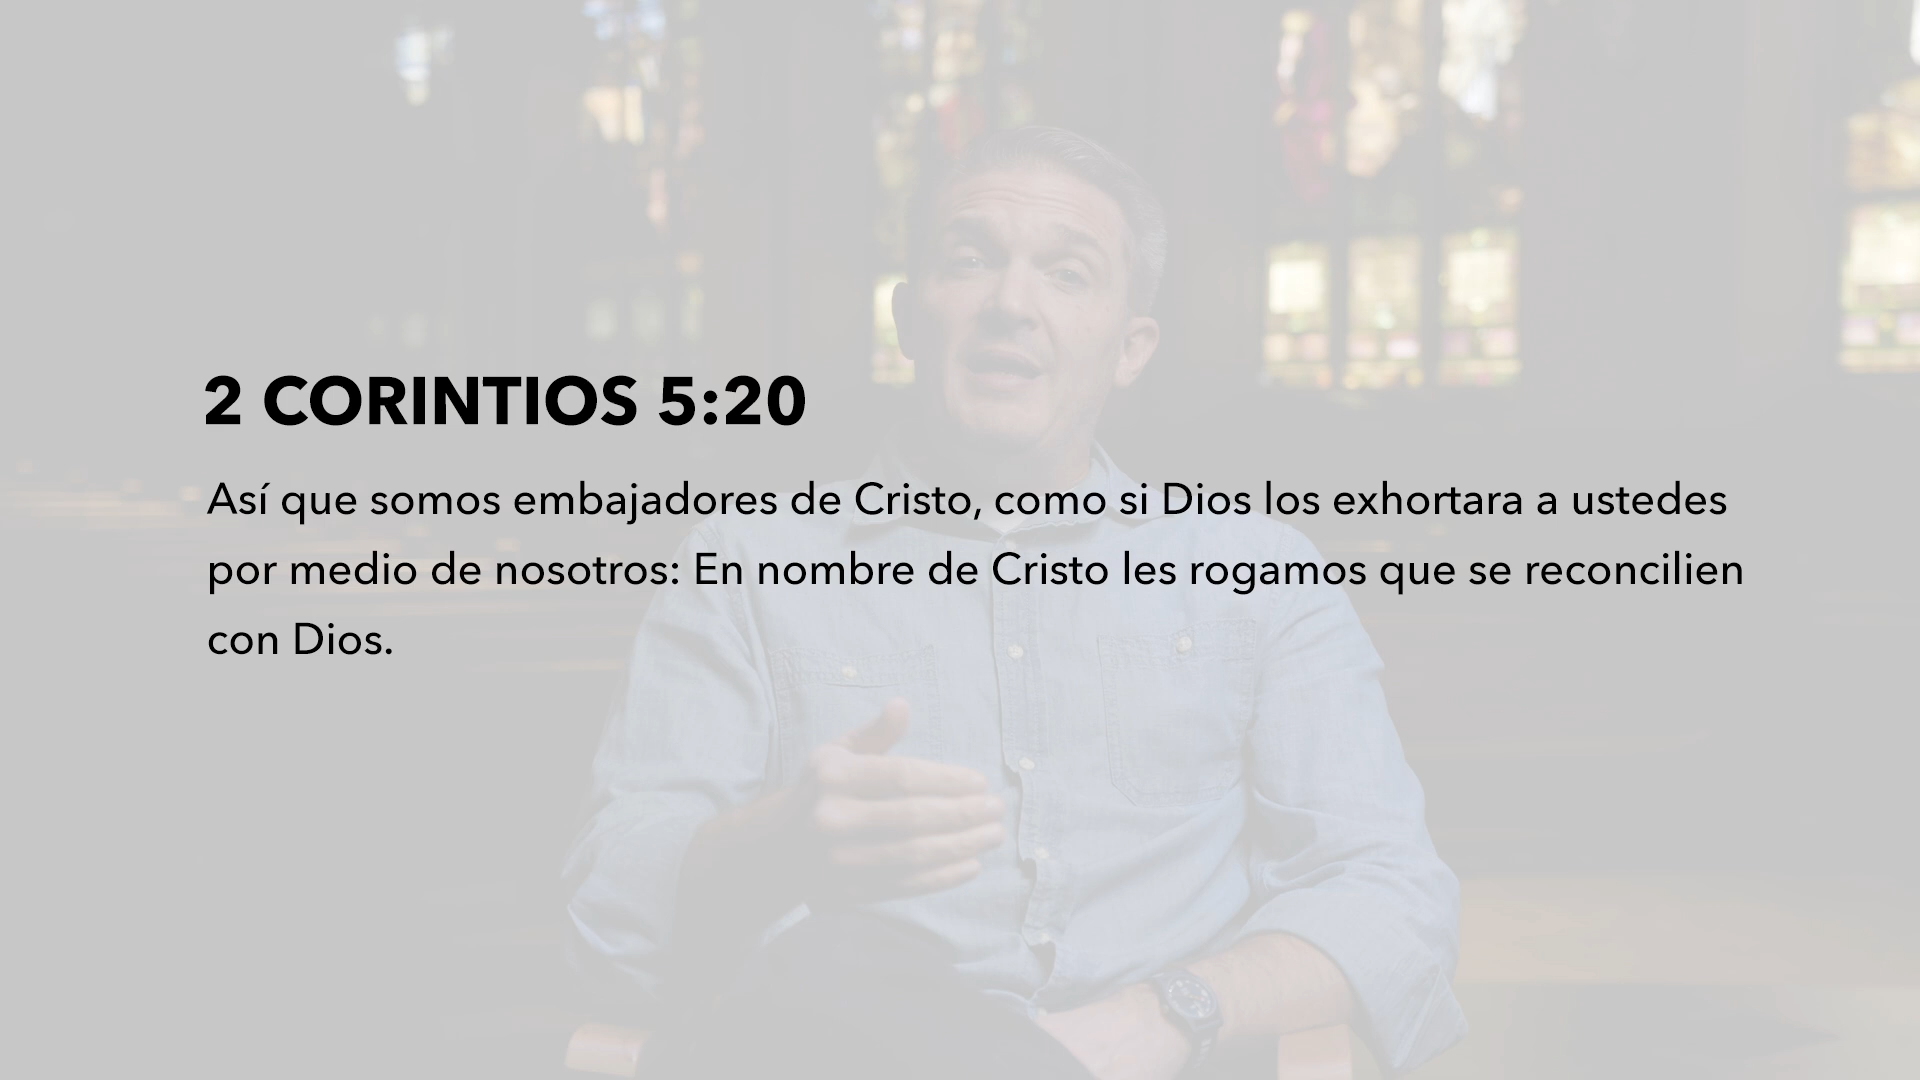 2 CORINTIOS 5:20
Así que somos embajadores de Cristo, como si Dios los exhortara a ustedes
por medio de nosotros: En nombre de Cristo les rogamos que se reconcilien
con Dios.